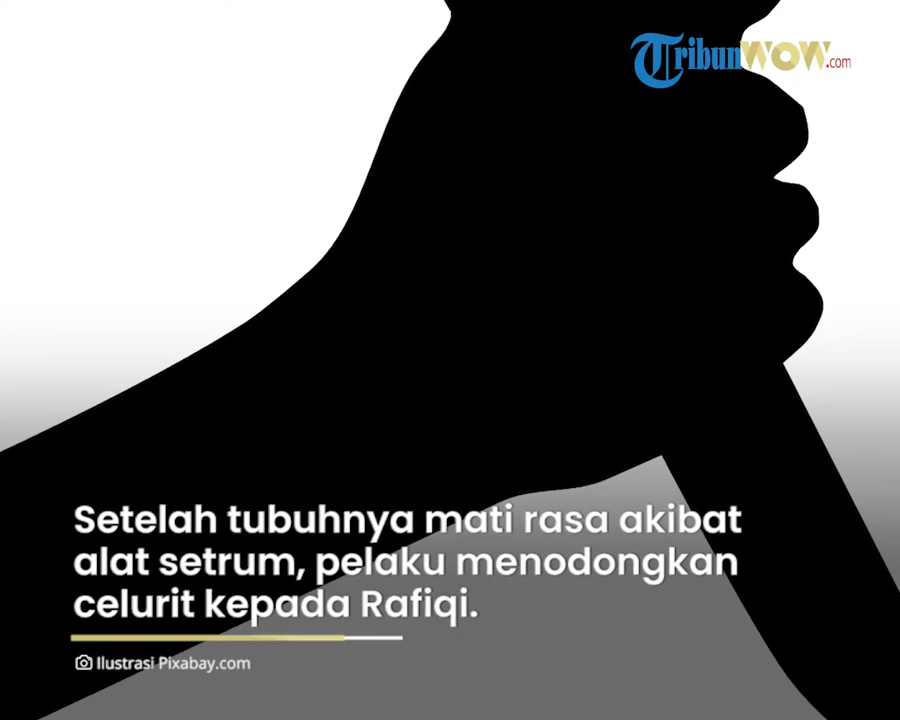 TribunWOW.com
Setelah tubuhnya mati rasa akibat
alat setrum, pelaku menodongkan
celurit kepada Rafiqi.
Ilustrasi Pixabay.com